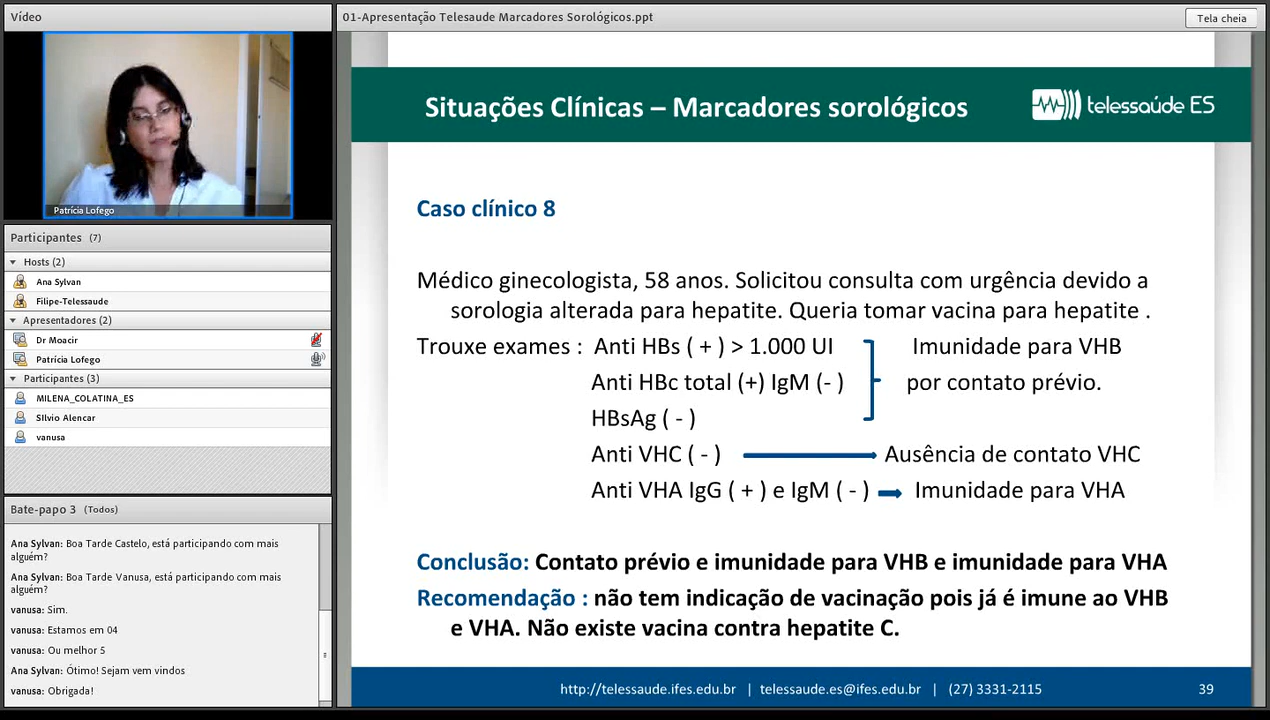 Vídeo
Patrícia Lofego
Participantes (7)
Hosts (2)
Ana Sylvan
Filipe-Telessaude
Apresentadores (2)
Dr Moacir
Patrícia Lofego
Participantes (3)
MILENA_COLATINA_ES
SIlvio Alencar
vanusa
Bate-papo 3 (Todos)
Ana Sylvan: Boa Tarde Castelo, está participando com mais
alguém?
Ana Sylvan: Boa Tarde Vanusa, está participando com mais
alguém?
vanusa: Sim.
vanusa: Estamos em 04
vanusa: Ou melhor 5
Ana Sylvan: Ótimo! Sejam vem vindos
vanusa: Obrigada!
01-Apresentação Telesaude Marcadores Sorológicos.ppt
Tela cheia
Situações Clínicas – Marcadores sorológicos
telessaúde ES
Caso clínico 8
Médico ginecologista, 58 anos. Solicitou consulta com urgência devido a
sorologia alterada para hepatite. Queria tomar vacina para hepatite .
Trouxe exames : Anti HBs ( + ) > 1.000 UI Imunidade para VHB
Anti HBc total (+) IgM (- ) por contato prévio.
HBsAg ( - )
Anti VHC ( - ) Ausência de contato VHC
Anti VHA IgG ( + ) e IgM ( - ) Imunidade para VHA
Conclusão: Contato prévio e imunidade para VHB e imunidade para VHA
Recomendação : não tem indicação de vacinação pois já é imune ao VHB
e VHA. Não existe vacina contra hepatite C.
http://telessaude.ifes.edu.br | telessaude.es@ifes.edu.br | (27) 3331-2115
39